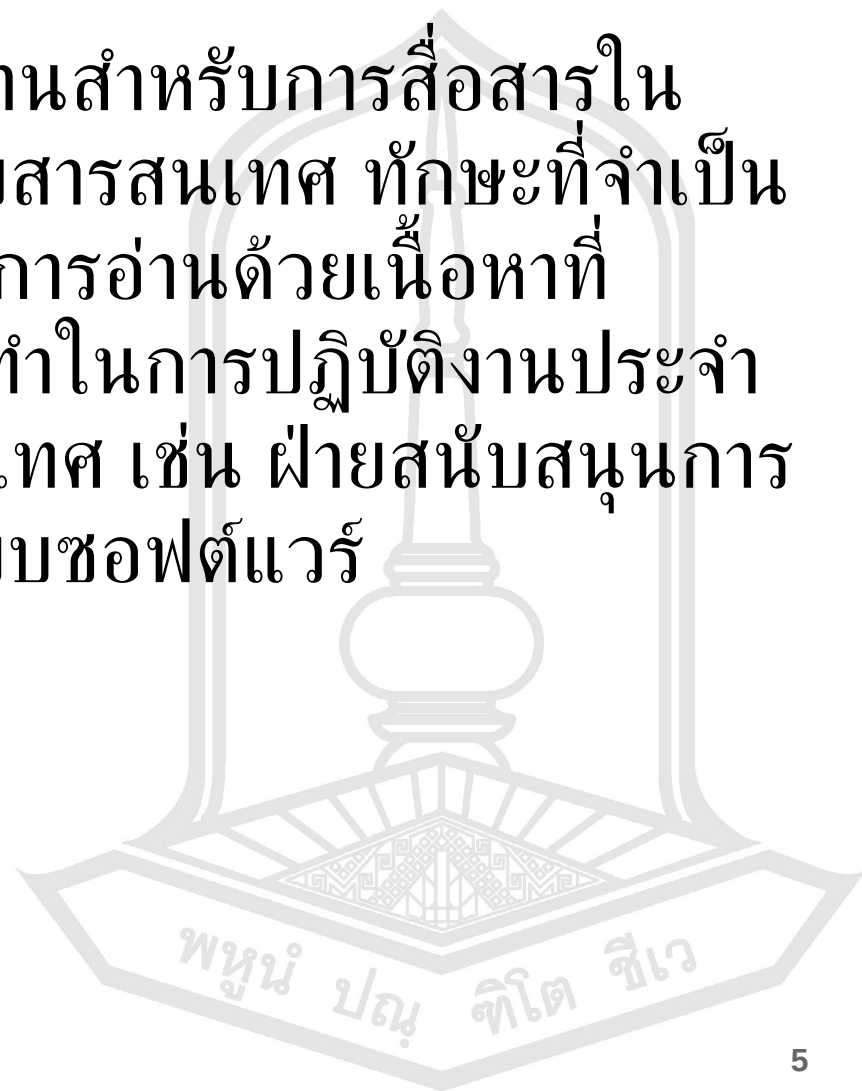 านสำหรับการสื่อสารใน
สารสนเทศ ทักษะที่จำเป็น
การอ่านด้วยเนื้อหาที่
ทำในการปฏิบัติงานประจำ
เทศ เช่น ฝ่ายสนับสนุนการ
บซอฟต์แวร์
พหูนํ ปณฺฑิโต ชีเว
5